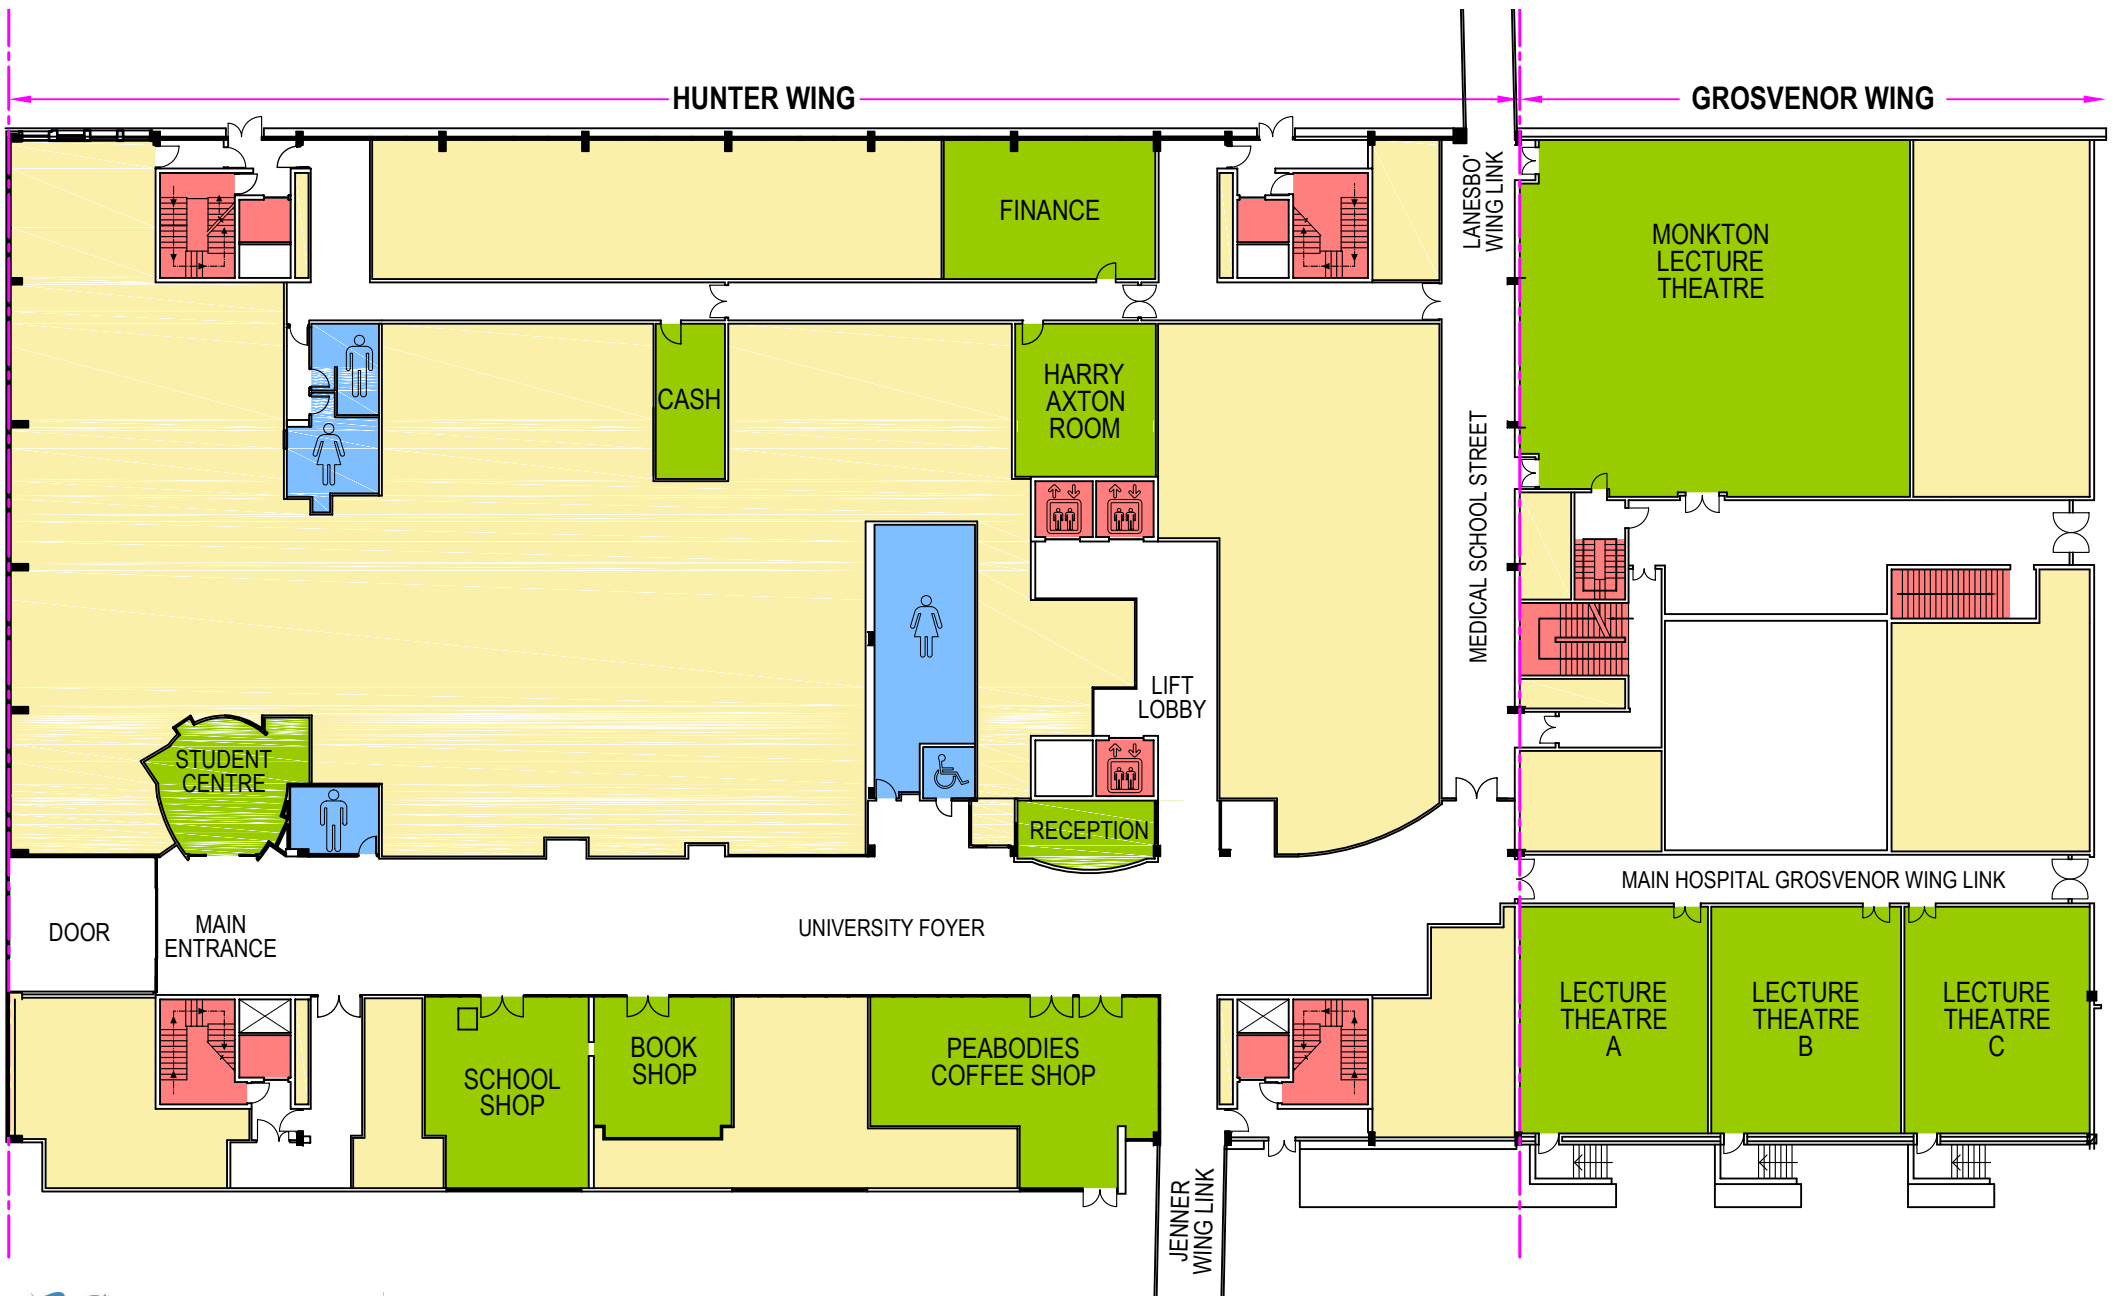 HUNTER WING
GROSVENOR WING
LANESBO'
WING LINK
FINANCE
MONKTON
LECTURE
THEATRE
CASH
HARRY
AXTON
ROOM
MEDICAL SCHOOL STREET
LIFT
LOBBY
STUDENT
CENTRE
RECEPTION
MAIN HOSPITAL GROSVENOR WING LINK
DOOR
MAIN
ENTRANCE
UNIVERSITY FOYER
SCHOOL
SHOP
BOOK
SHOP
PEABODIES
COFFEE SHOP
LECTURE
THEATRE
A
LECTURE
THEATRE
B
LECTURE
THEATRE
C
JENNER
WING LINK